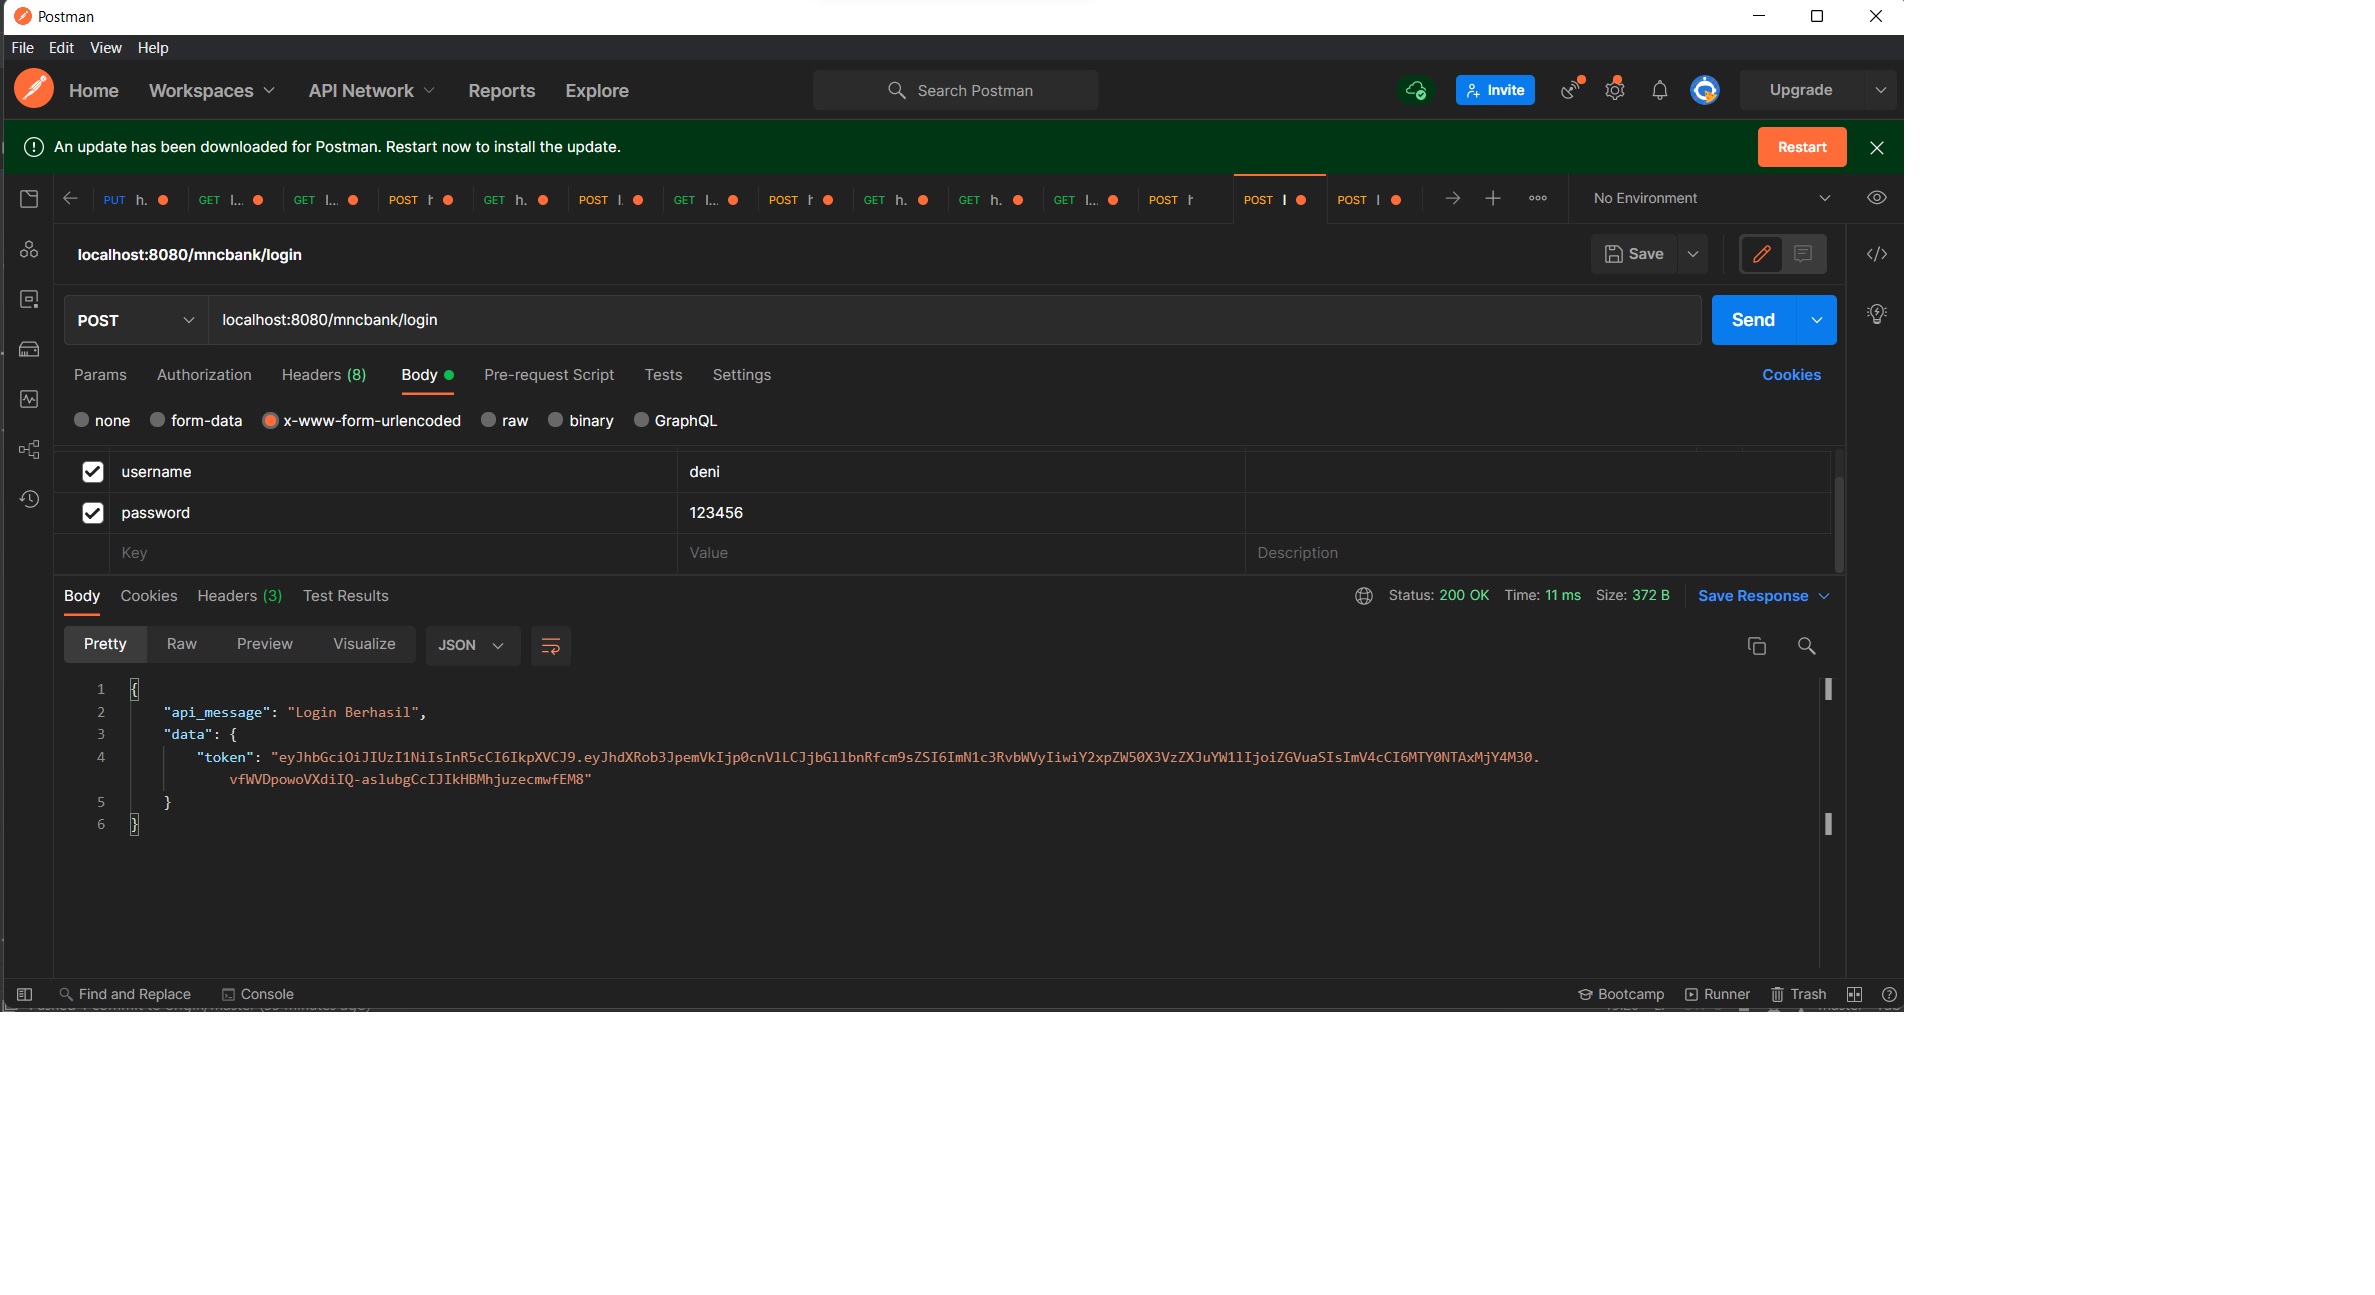 Postman
File Edit View Help
Home Workspaces API Network Reports Explore Search Postman Invite Upgrade
An update has been downloaded for Postman. Restart now to install the update. Restart
PUT h. GET l... GET l... POST GET h. POST l. GET l... POST GET h. GET h. GET l... POST POST l POST l No Environment
localhost:8080/mncbank/login Save
POST localhost:8080/mncbank/login Send
Params Authorization Headers (8) Body Pre-request Script Tests Settings Cookies
none form-data x-www-form-urlencoded raw binary GraphQL
username deni
password 123456
Key Value Description
Body Cookies Headers (3) Test Results Status: 200 OK Time: 11 ms Size: 372 B Save Response
Pretty Raw Preview Visualize JSON
1 {
2 "api_message": "Login Berhasil",
3 "data": {
4 "token": "eyJhbGciOiJIUzI1NiIsInR5cCI6IkpXVCJ9.eyJhdXRob3JpemVkIjp0cnVlLCJjbGllbnRfcm9sZSI6ImN1c3RvbWVyIiwiY2xpZW50X3VzZXJuYW1lIjoiZGVuaSIsImV4cCI6MTY0NTAxMjY4M30.
vfWVDpowoVXdiIQ-aslubgCcIJIkHBMhjuzecmwfEM8"
5 }
6 }
Find and Replace Console Bootcamp Runner Trash